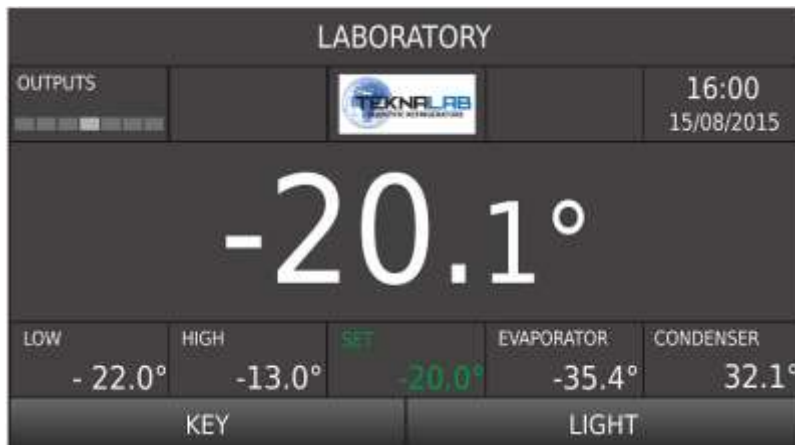 LABORATORY
OUTPUTS
TEKNALAB
16:00
15/08/2015
-20.1°
LOW
- 22.0°
HIGH
-13.0°
SET
-20.0°
EVAPORATOR
-35.4°
CONDENSER
32.1°
KEY
LIGHT